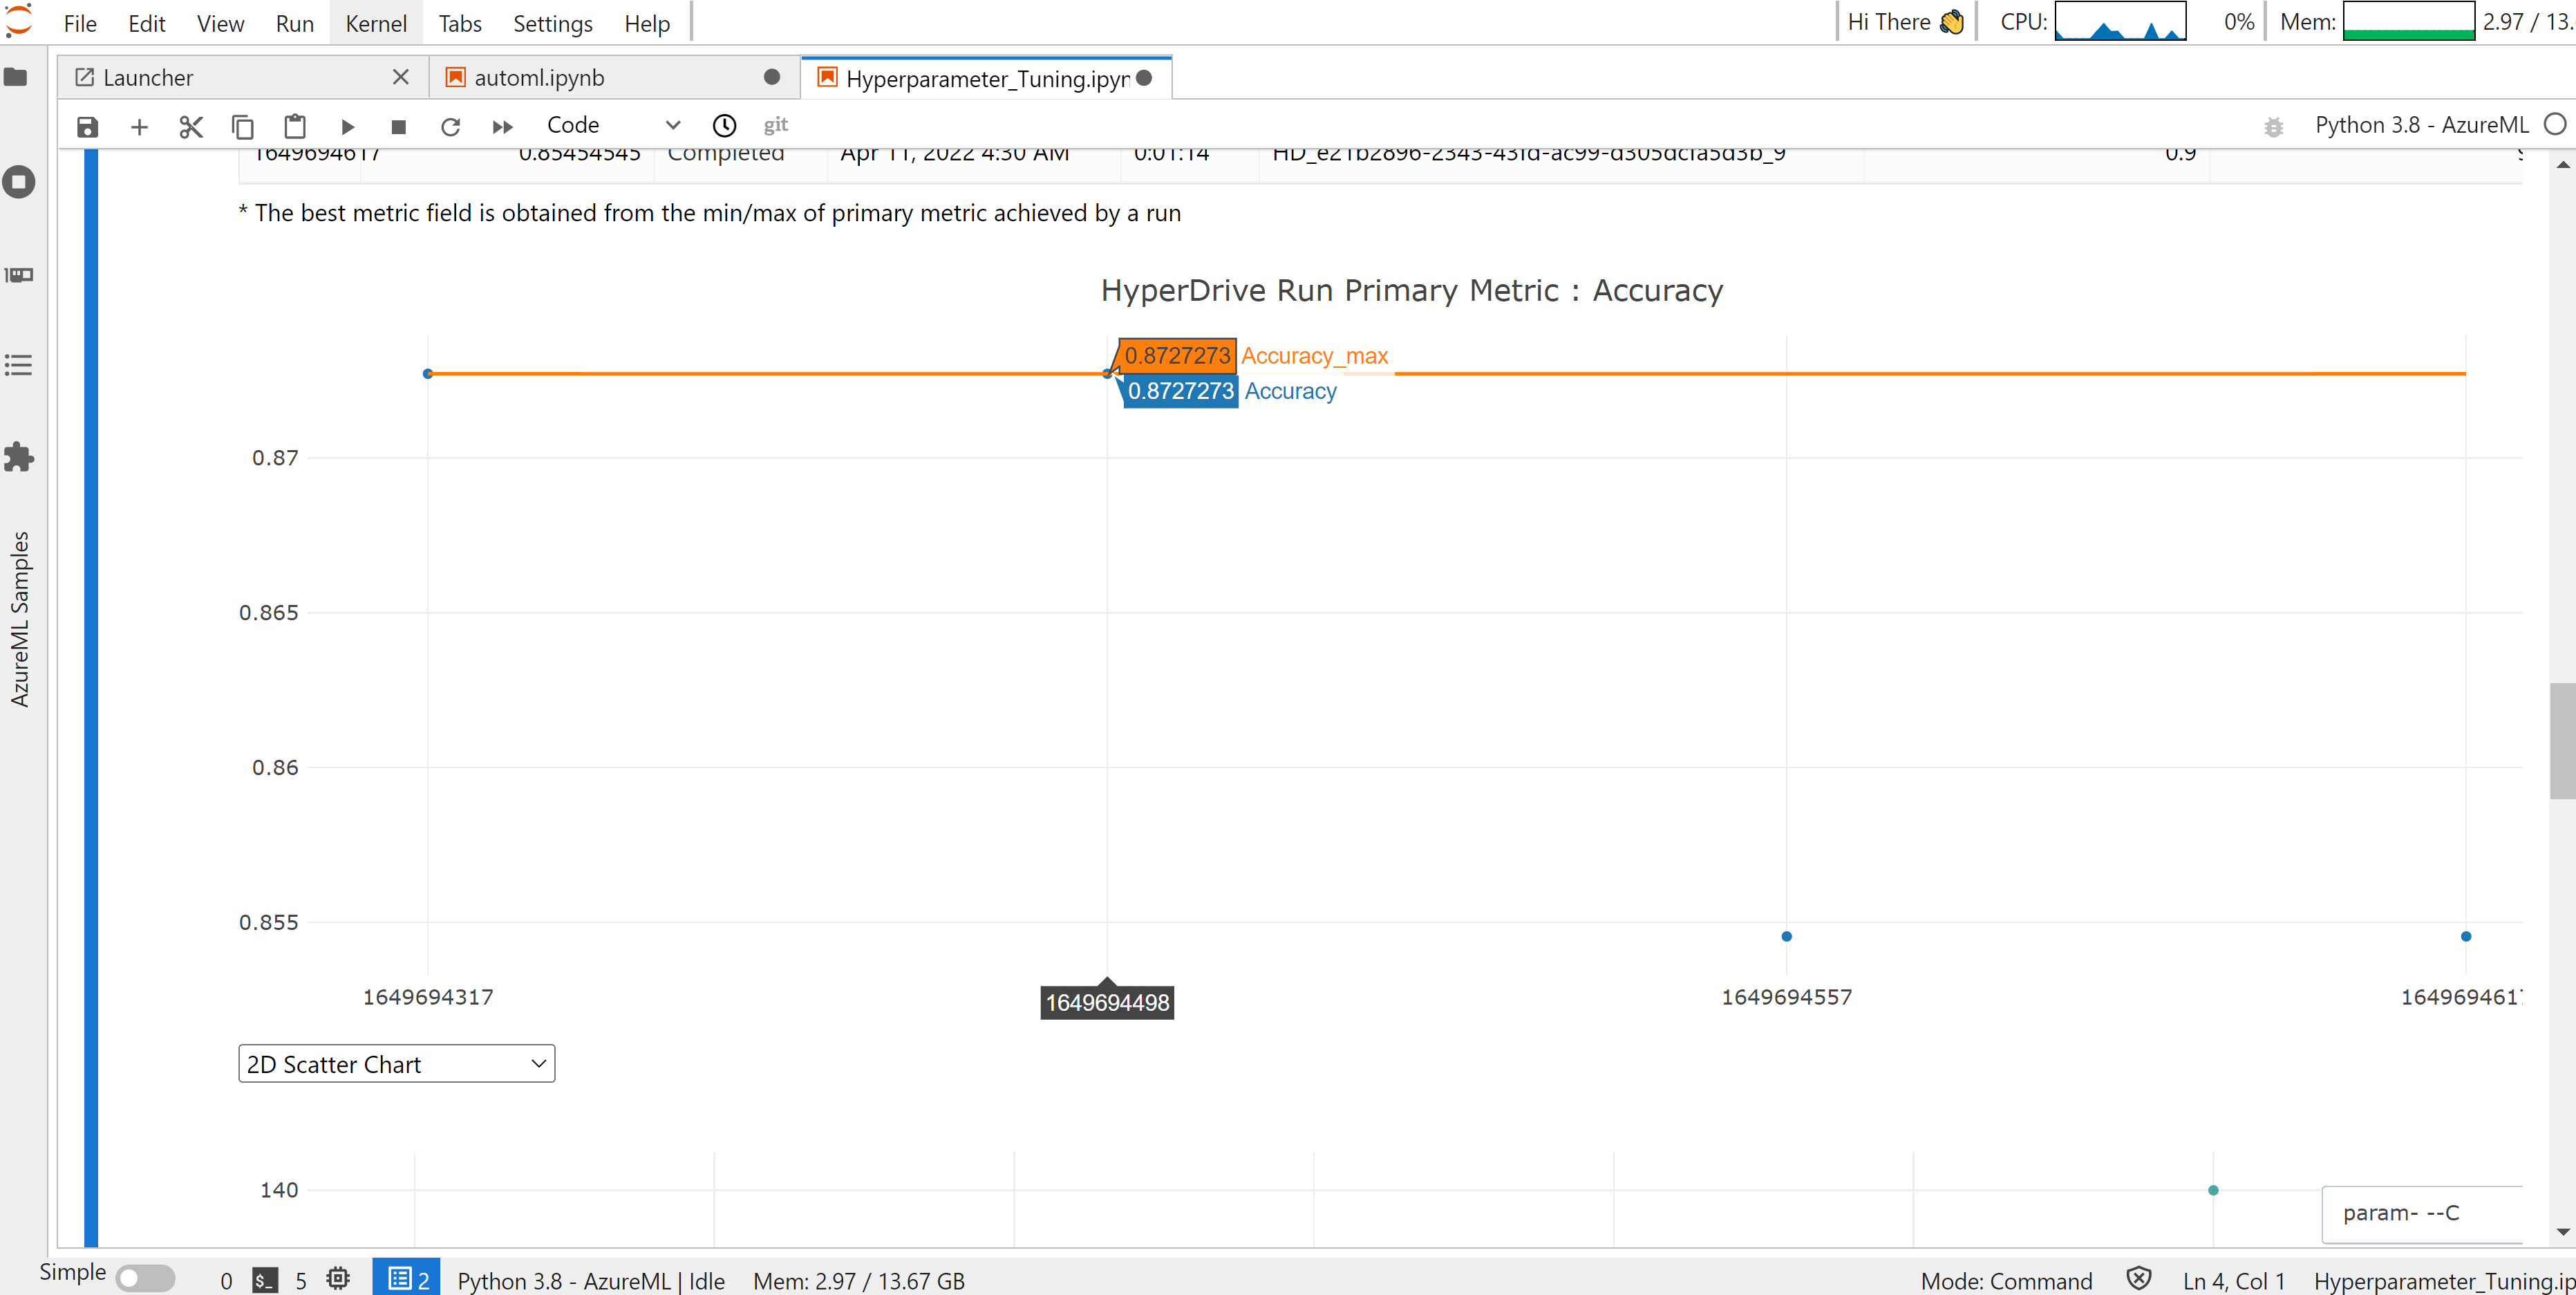 File Edit View Run Kernel Tabs Settings Help Hi There 👋 CPU: 0% Mem: 2.97 / 13.
Launcher automl.ipynb Hyperparameter_Tuning.ipyn
Code git Python 3.8 - AzureML
1649694617 0.85454545 Completed Apr 11, 2022 4:30 AM 0:01:14 HD_e21b2896-2343-43fd-ac99-d305dcfa5d3b_9 0.9
* The best metric field is obtained from the min/max of primary metric achieved by a run
HyperDrive Run Primary Metric : Accuracy
0.8727273 Accuracy_max
0.8727273 Accuracy
0.87
0.865
0.86
0.855
1649694317 1649694498 1649694557 1649694617
2D Scatter Chart
140
param- --C
AzureML Samples
Simple 0 $_ 5 2 Python 3.8 - AzureML | Idle Mem: 2.97 / 13.67 GB Mode: Command Ln 4, Col 1 Hyperparameter_Tuning.ip